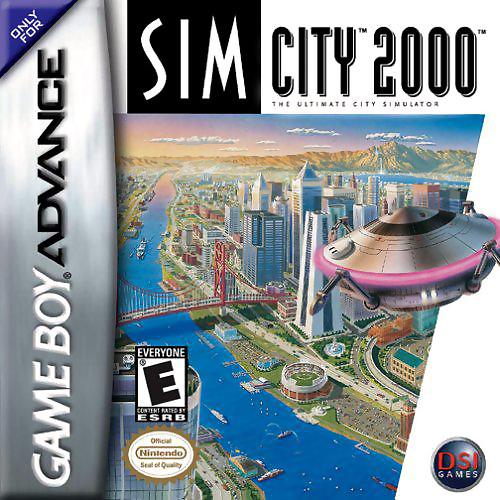 ONLY
FOR
GAME BOY ADVANCE
SIM CITY™ 2000™
THE ULTIMATE CITY SIMULATOR
EVERYONE
E
CONTENT RATED BY
ESRB
Official
Nintendo
Seal of Quality
DSI
GAMES